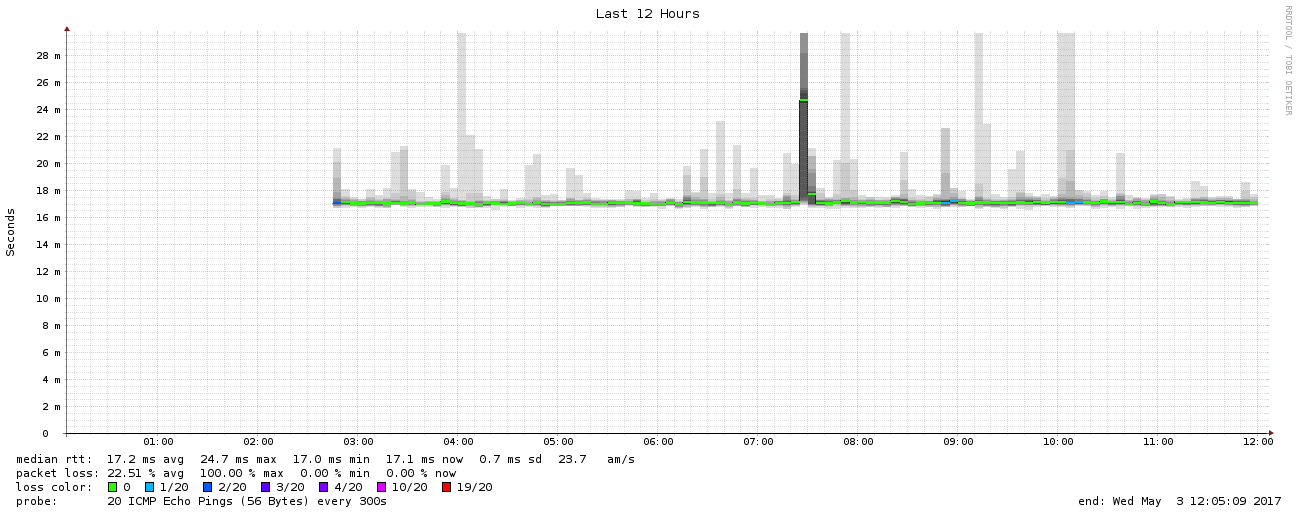 Last 12 Hours
RRDTOOL / TOBI OETIKER
Seconds
28 m
26 m
24 m
22 m
20 m
18 m
16 m
14 m
12 m
10 m
8 m
6 m
4 m
2 m
0
01:00 02:00 03:00 04:00 05:00 06:00 07:00 08:00 09:00 10:00 11:00 12:00
median rtt: 17.2 ms avg 24.7 ms max 17.0 ms min 17.1 ms now 0.7 ms sd 23.7 am/s
packet loss: 22.51 % avg 100.00 % max 0.00 % min 0.00 % now
loss color: 0 1/20 2/20 3/20 4/20 10/20 19/20
probe: 20 ICMP Echo Pings (56 Bytes) every 300s end: Wed May 3 12:05:09 2017